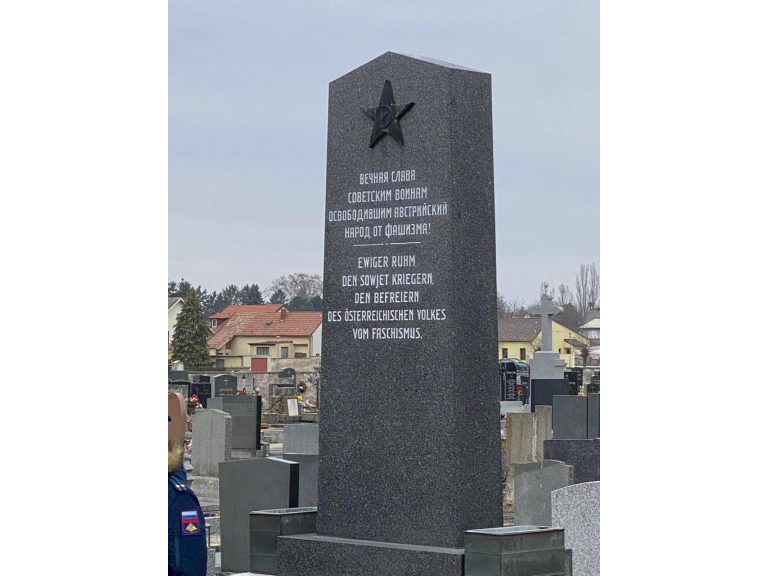 ВЕЧНАЯ СЛАВА
СОВЕТСКИМ ВОИНАМ
ОСВОБОДИВШИМ АВСТРИЙСКИЙ
НАРОД ОТ ФАШИЗМА!
EWIGER RUHM
DEN SOWJET KRIEGERN,
DEN BEFREIERN
DES ÖSTERREICHISCHEN VOLKES
VOM FASCHISMUS.